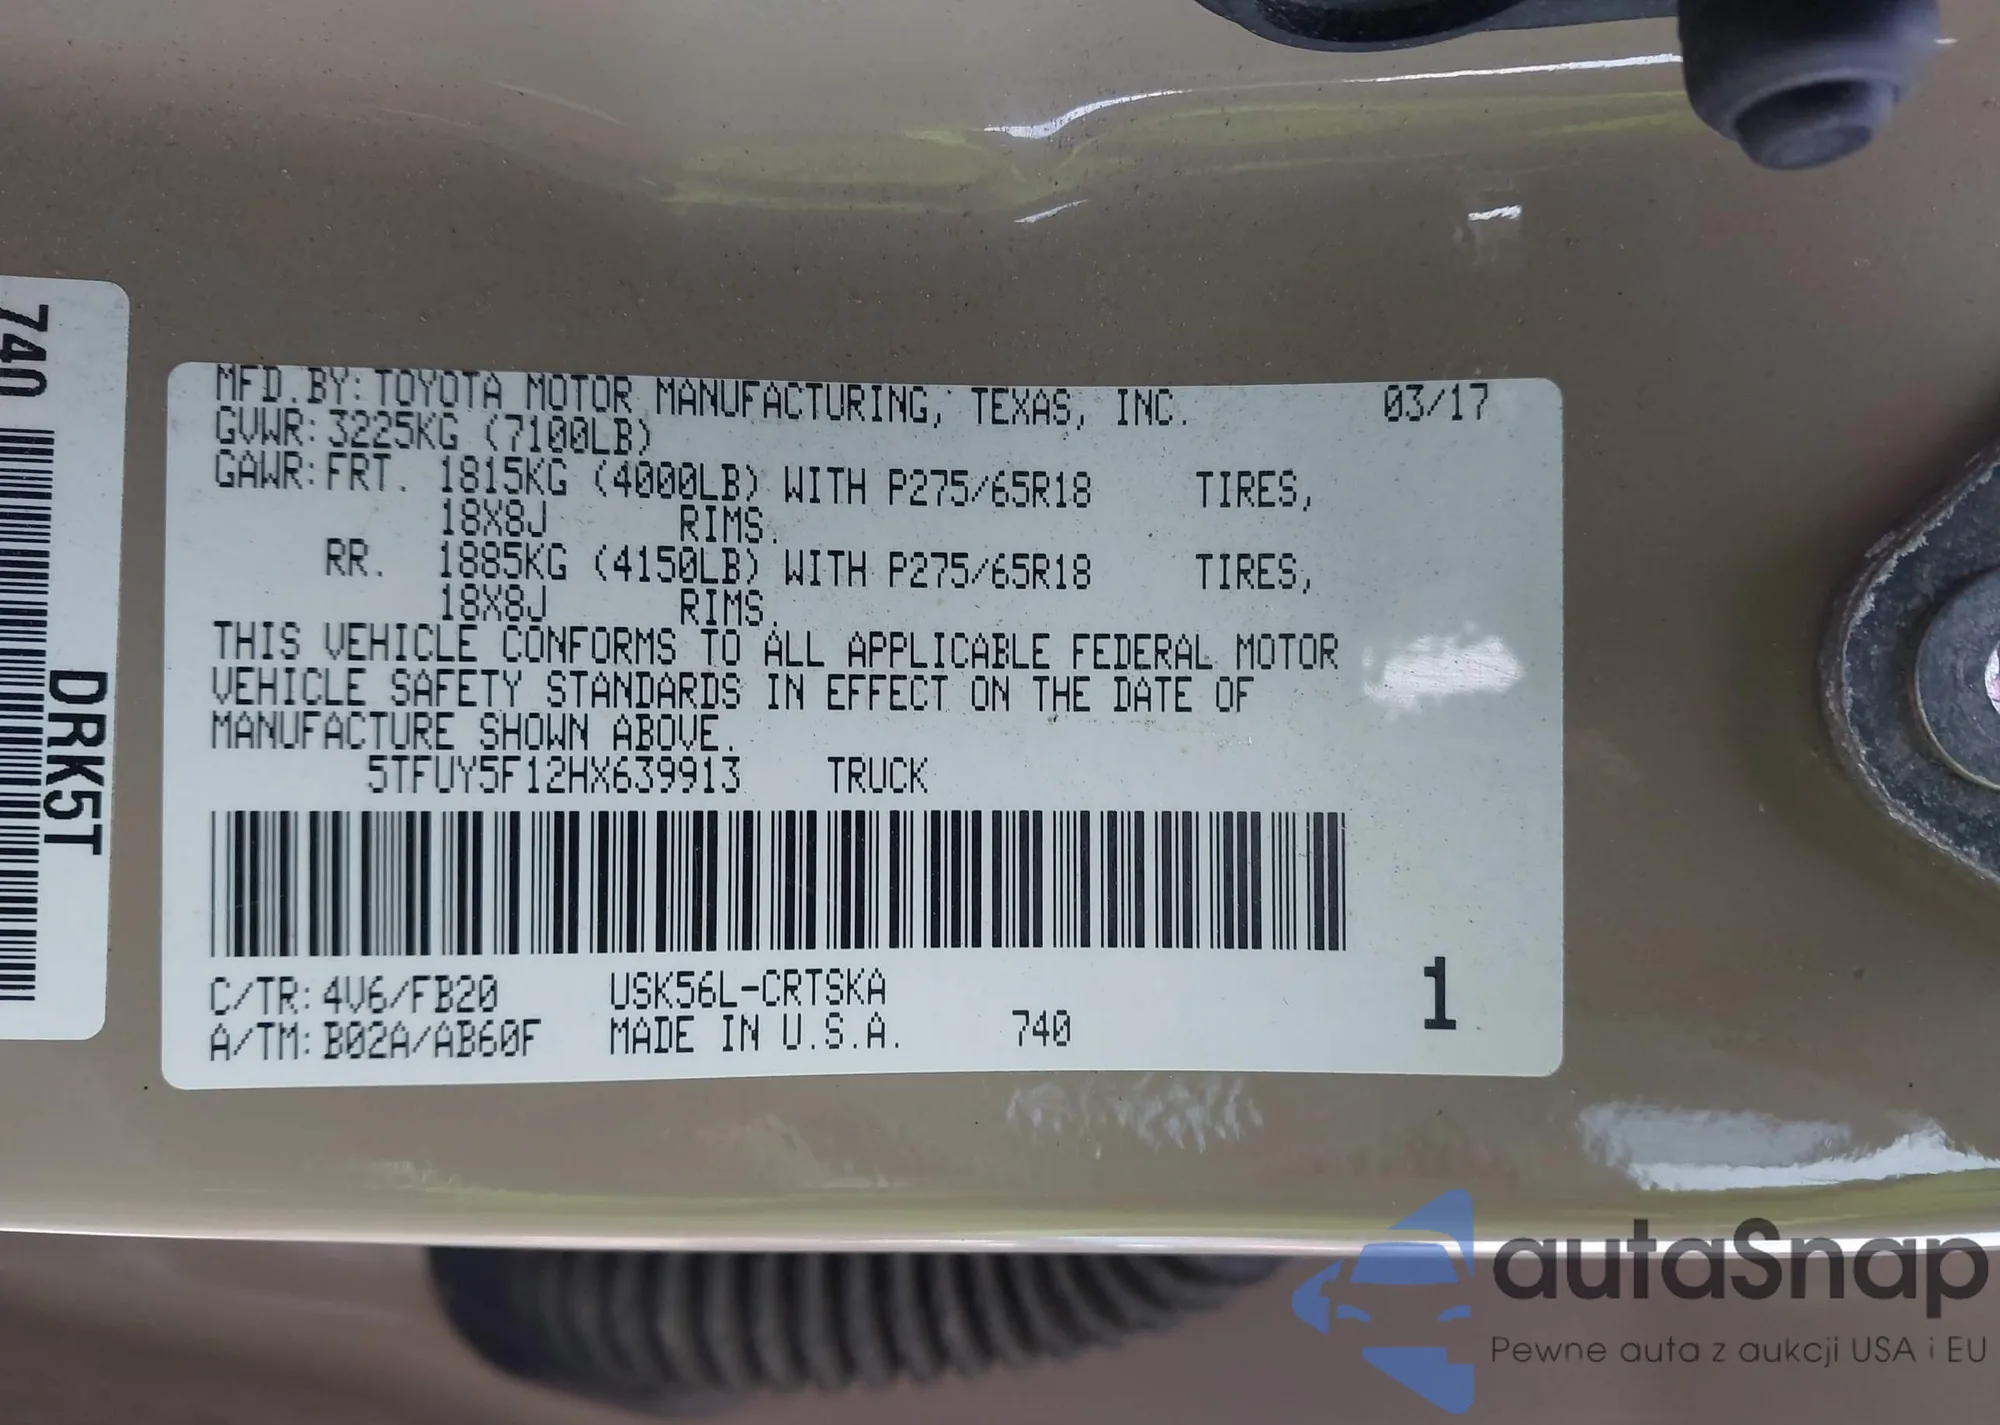 MFD.BY:TOYOTA MOTOR MANUFACTURING, TEXAS, INC. 03/17
GVWR:3225KG (7100LB)
GAWR:FRT. 1815KG (4000LB) WITH P275/65R18 TIRES,
18X8J RIMS.
RR. 1885KG (4150LB) WITH P275/65R18 TIRES,
18X8J RIMS.
THIS VEHICLE CONFORMS TO ALL APPLICABLE FEDERAL MOTOR
VEHICLE SAFETY STANDARDS IN EFFECT ON THE DATE OF
MANUFACTURE SHOWN ABOVE.
5TFUY5F12HX639913 TRUCK
C/TR:4V6/FB20 USK56L-CRTSKA
A/TM:B02A/AB60F MADE IN U.S.A. 740
1
740
DRK5T
autaSnap
Pewne auta z aukcji USA i EU